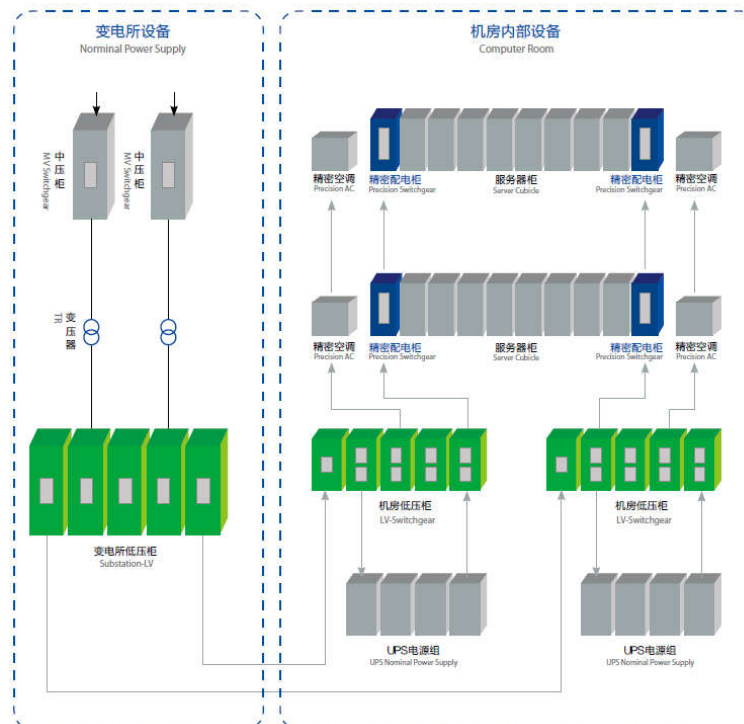 变电所设备
Norminal Power Supply
机房内部设备
Computer Room
中压柜
MV Switchgear
中压柜
MV Switchgear
精密空调
Precision AC
精密配电柜
Precision Switchgear
服务器柜
Server Cubicle
精密配电柜
Precision Switchgear
精密空调
Precision AC
变压器
TR
精密空调
Precision AC
精密配电柜
Precision Switchgear
服务器柜
Server Cubicle
精密配电柜
Precision Switchgear
精密空调
Precision AC
变电所低压柜
Substation-LV
机房低压柜
LV-Switchgear
机房低压柜
LV-Switchgear
UPS电源组
UPS Nominal Power Supply
UPS电源组
UPS Nominal Power Supply